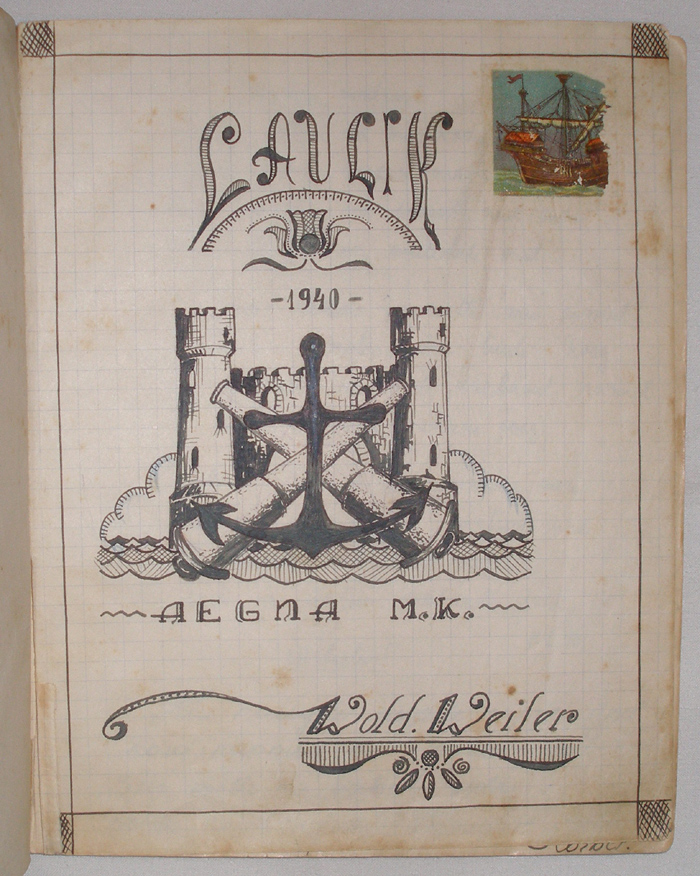 LAULIK
-1940-
AEGNA M.K.
Wold. Weiler